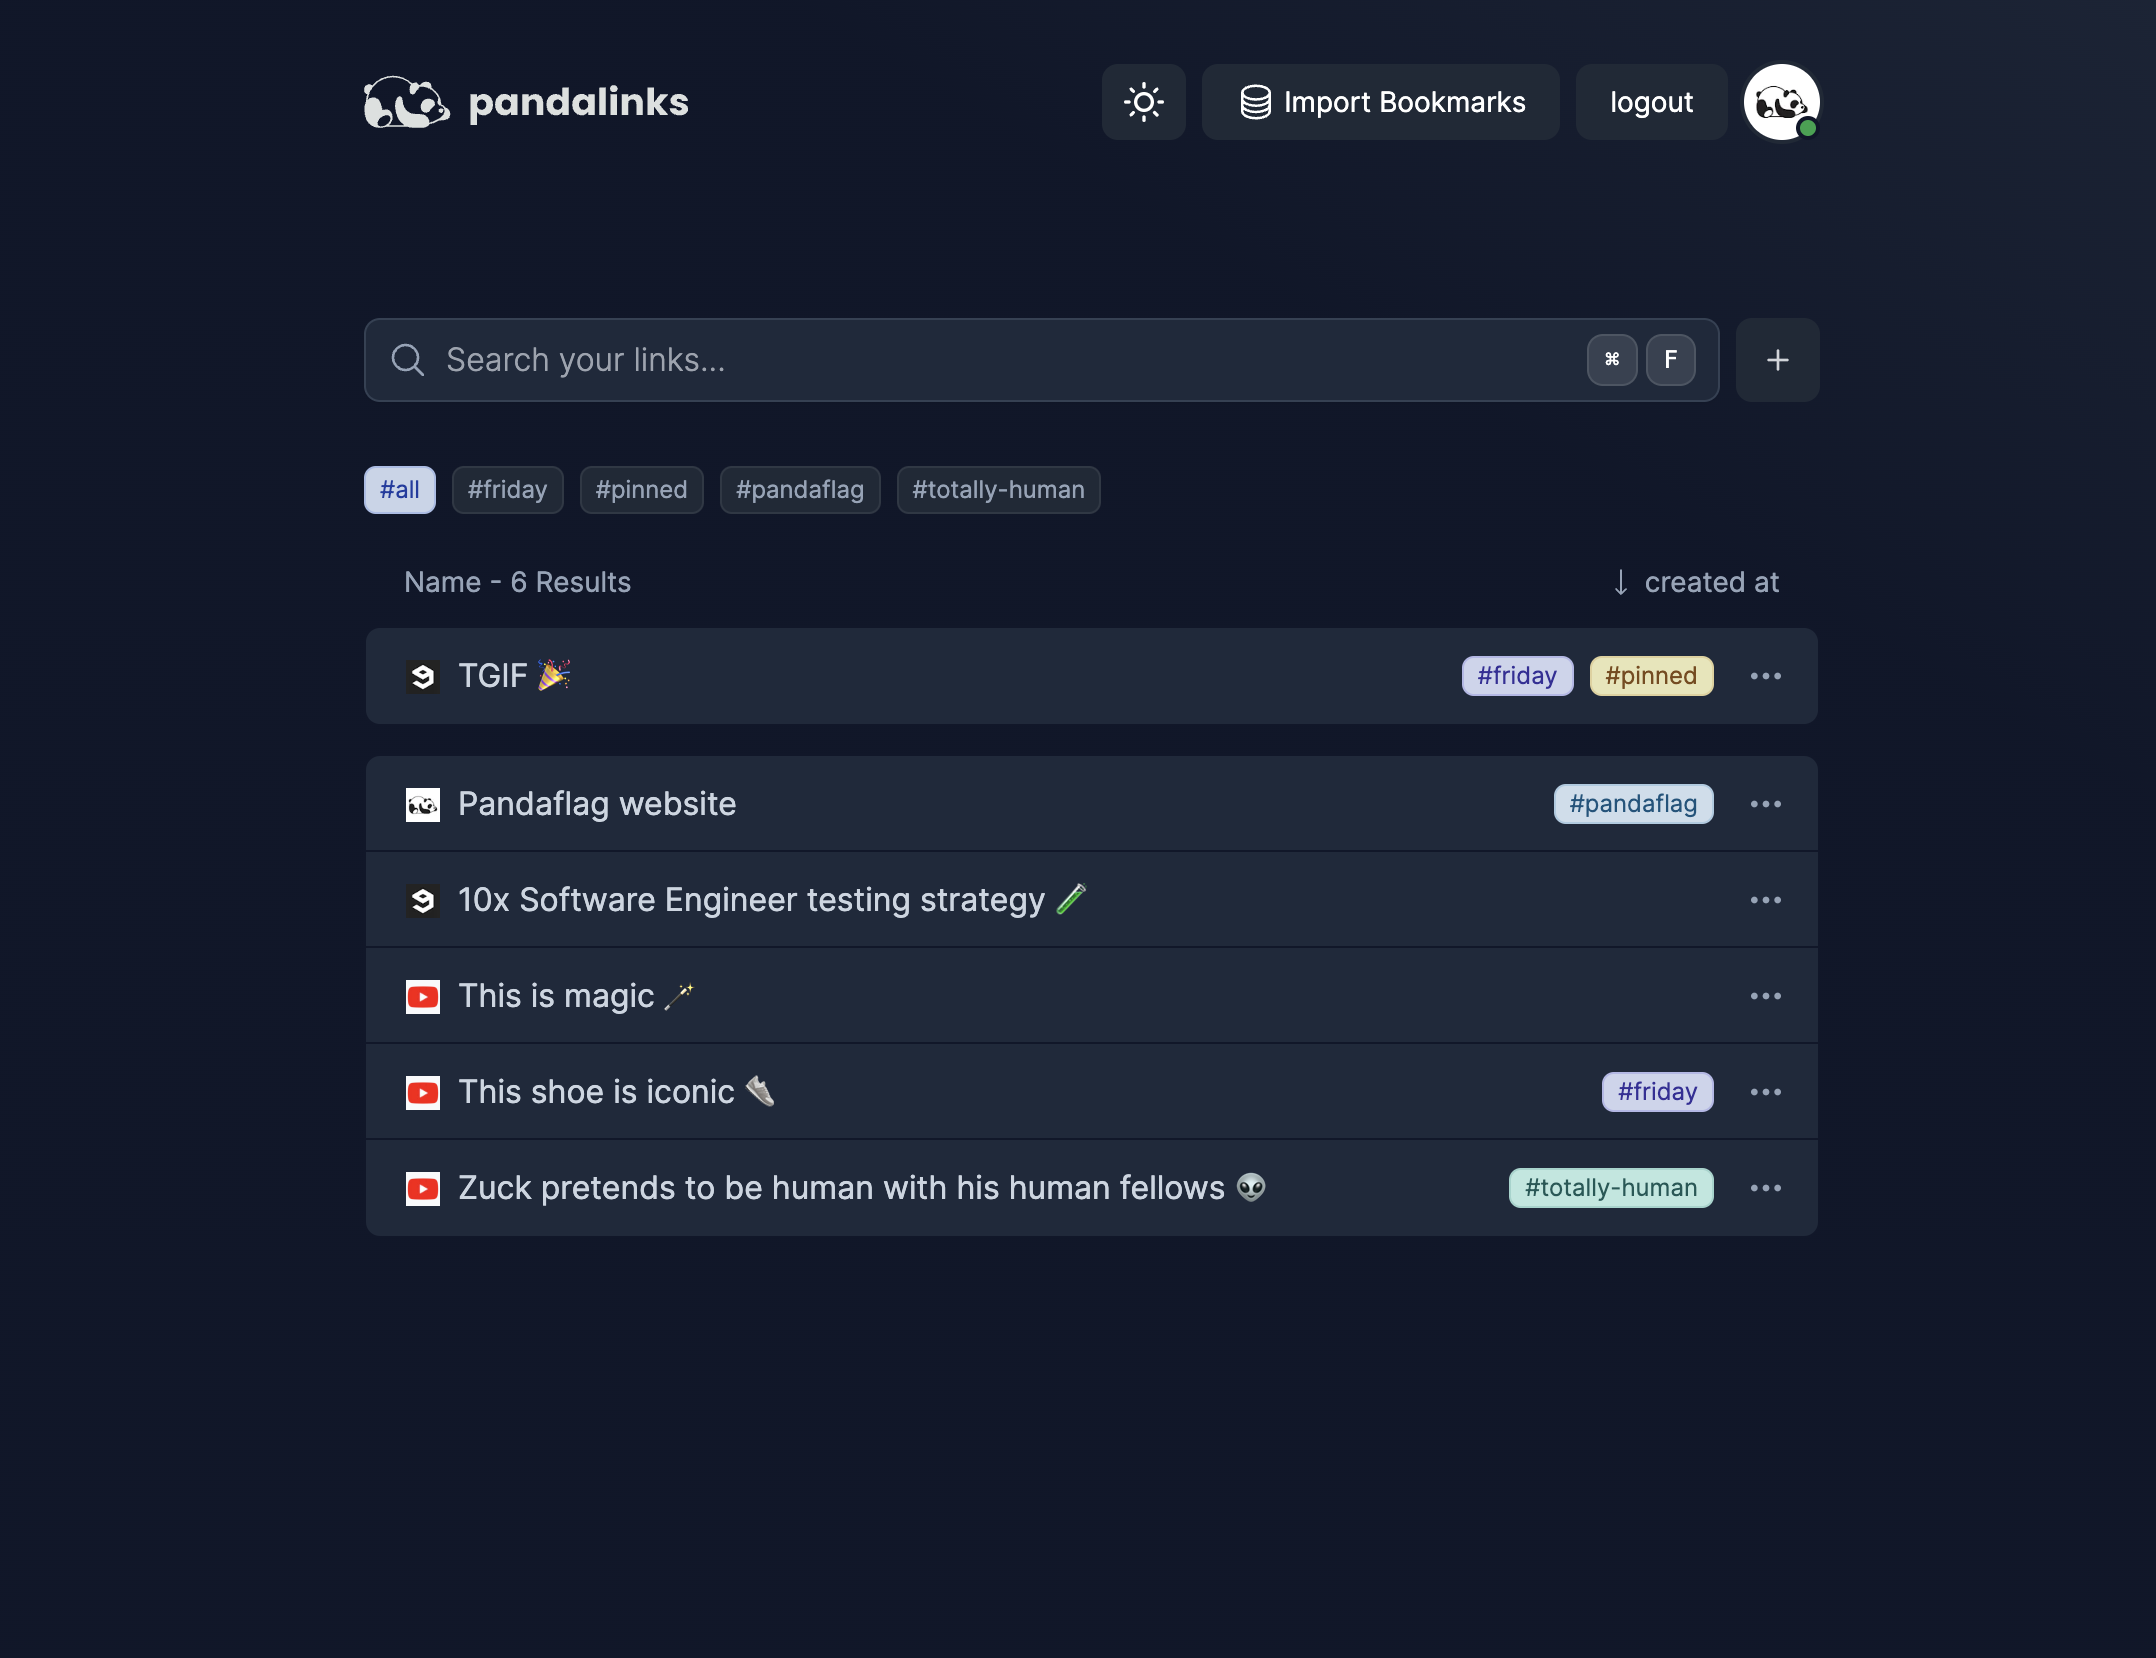 pandalinks
Import Bookmarks
logout
Search your links...
⌘ F
#all #friday #pinned #pandaflag #totally-human
Name - 6 Results
↓ created at
TGIF 🎉 #friday #pinned
Pandaflag website #pandaflag
10x Software Engineer testing strategy 🧪
This is magic 🪄
This shoe is iconic 👟 #friday
Zuck pretends to be human with his human fellows 👽 #totally-human